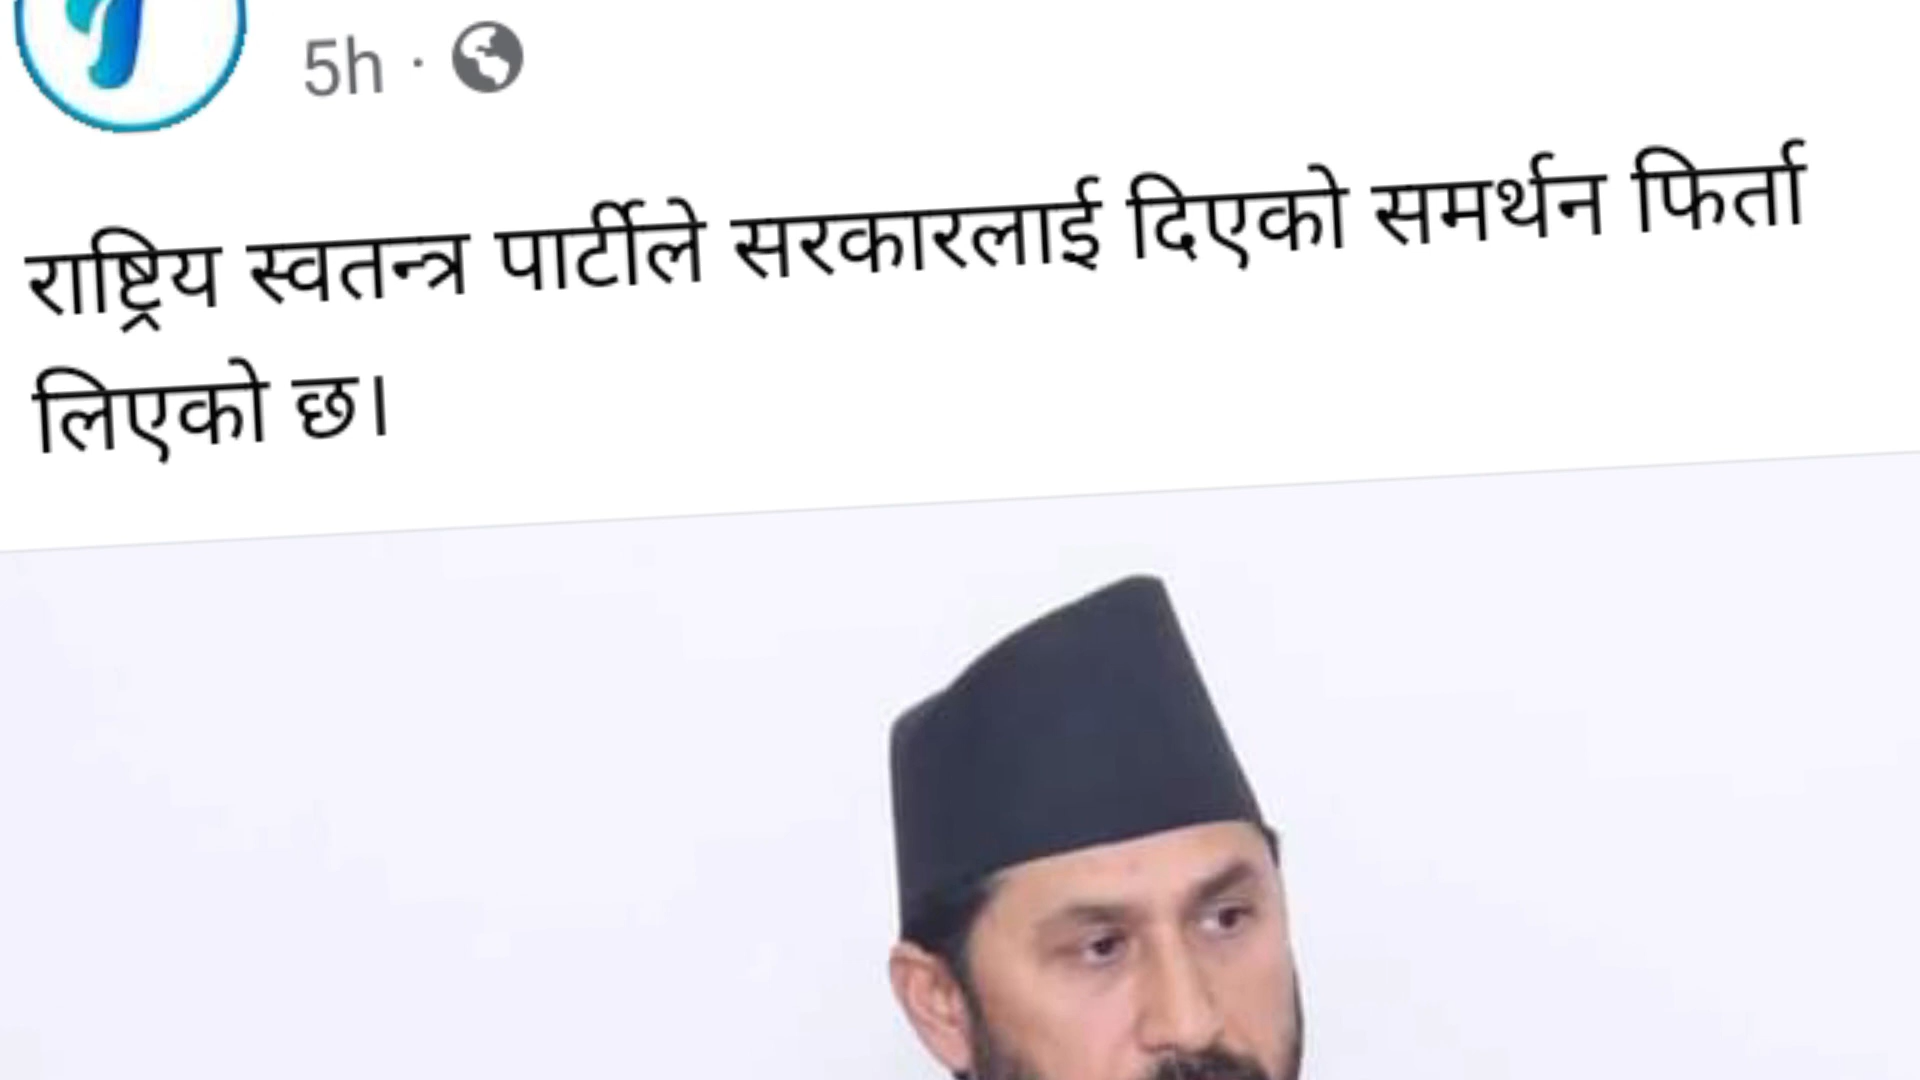 5h ·
राष्ट्रिय स्वतन्त्र पार्टीले सरकारलाई दिएको समर्थन फिर्ता
लिएको छ।